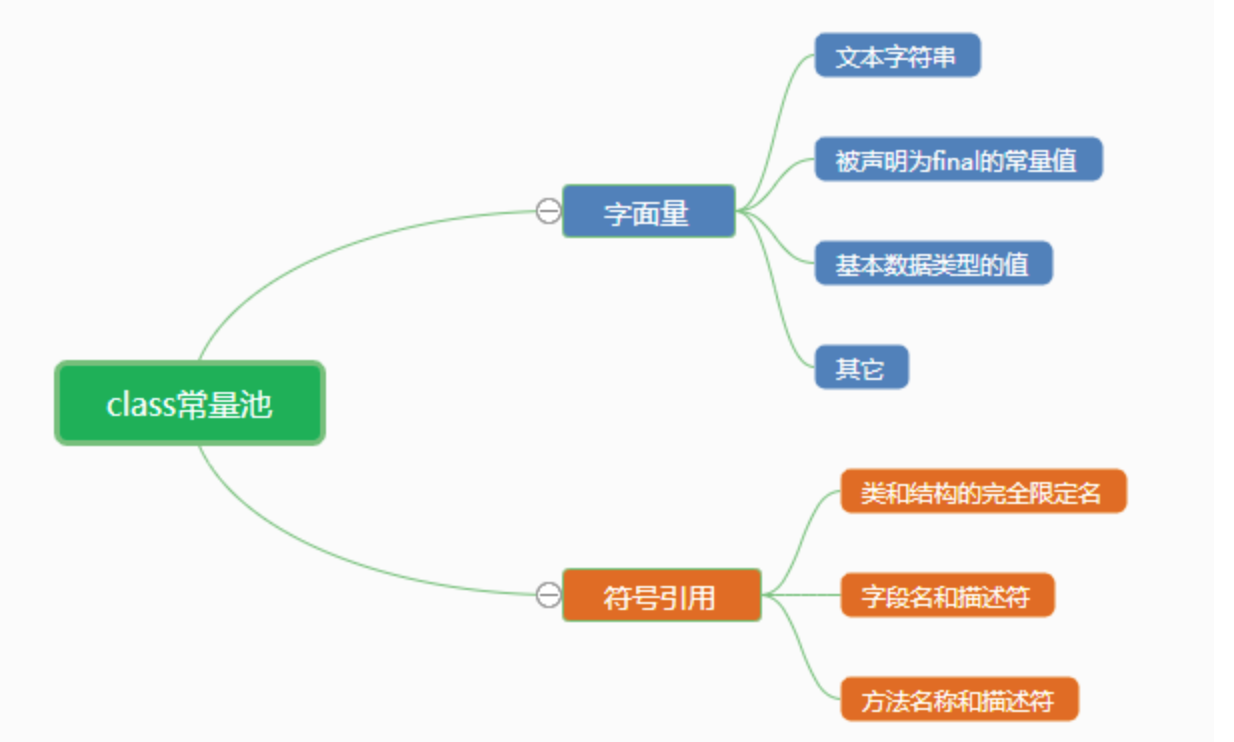 文本字符串
被声明为final的常量值
字面量
基本数据类型的值
其它
class常量池
类和结构的完全限定名
符号引用
字段名和描述符
方法名称和描述符